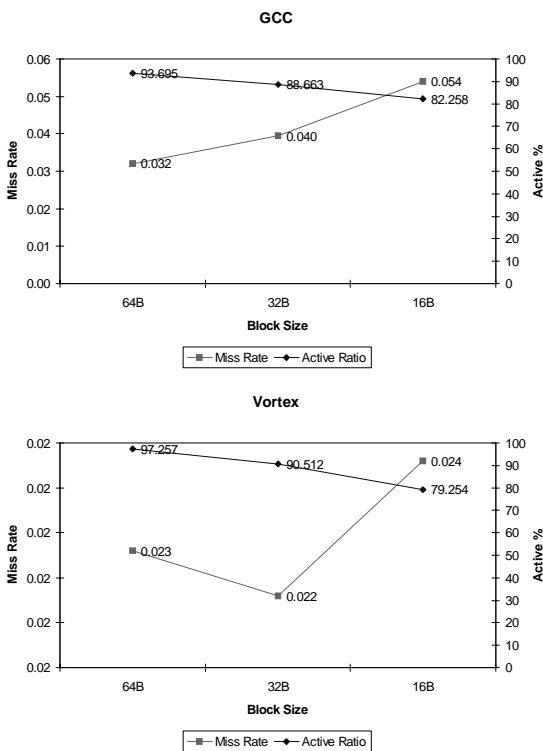 GCC
0.06
0.05
0.04
0.03
0.02
0.01
0.00
Miss Rate
93.695
88.663
82.258
0.032
0.040
0.054
100
90
80
70
60
50
40
30
20
10
0
Active %
64B
32B
16B
Block Size
Miss Rate
Active Ratio
Vortex
0.02
0.02
0.02
0.02
0.02
0.02
Miss Rate
97.257
90.512
79.254
0.023
0.022
0.024
100
90
80
70
60
50
40
30
20
10
0
Active %
64B
32B
16B
Block Size
Miss Rate
Active Ratio